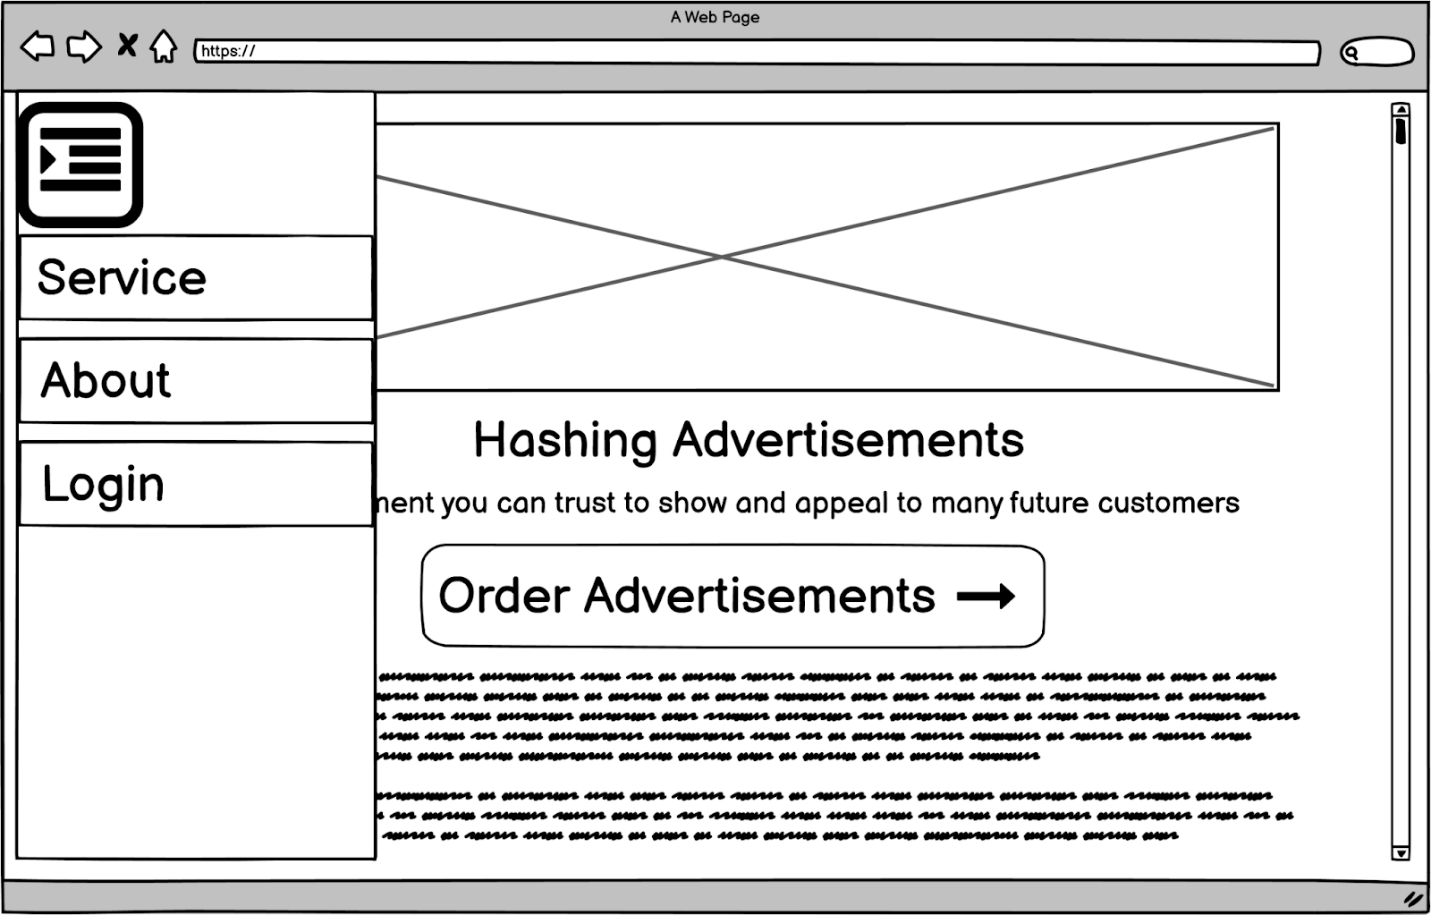 A Web Page
https://
Service
About
Login
Hashing Advertisements
you can trust to show and appeal to many future customers
Order Advertisements